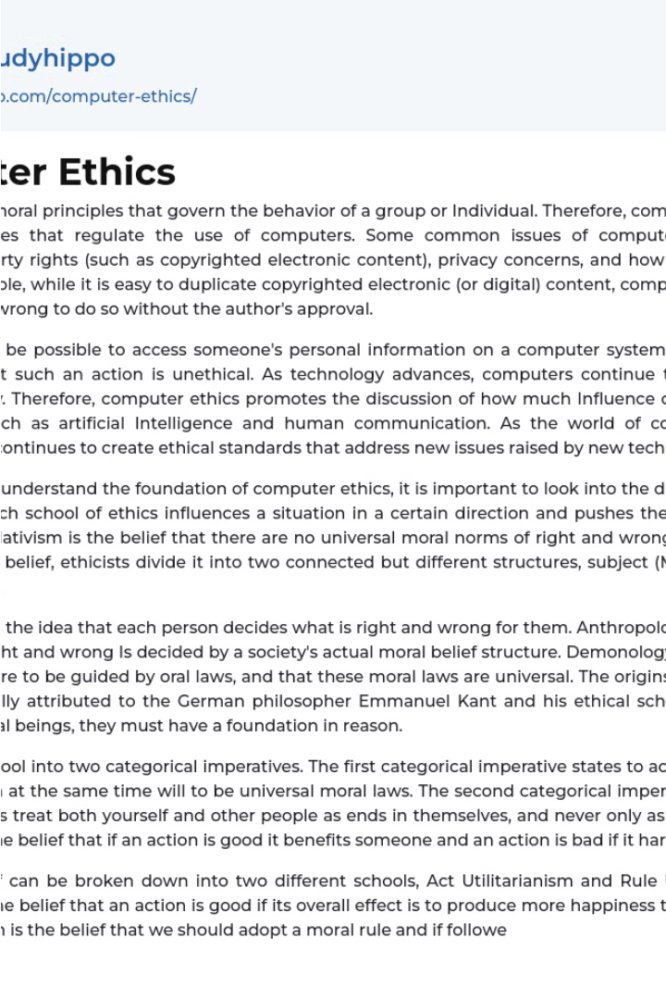 udyhippo
o.com/computer-ethics/
ter Ethics
moral principles that govern the behavior of a group or Individual. Therefore, com
es that regulate the use of computers. Some common issues of compute
rty rights (such as copyrighted electronic content), privacy concerns, and how
ple, while it is easy to duplicate copyrighted electronic (or digital) content, comp
wrong to do so without the author's approval.
be possible to access someone's personal information on a computer system
t such an action is unethical. As technology advances, computers continue t
y. Therefore, computer ethics promotes the discussion of how much Influence c
ch as artificial Intelligence and human communication. As the world of co
continues to create ethical standards that address new issues raised by new tech
understand the foundation of computer ethics, it is important to look into the d
ch school of ethics influences a situation in a certain direction and pushes the
lativism is the belief that there are no universal moral norms of right and wrong
belief, ethicists divide it into two connected but different structures, subject (M
the idea that each person decides what is right and wrong for them. Anthropolo
ht and wrong Is decided by a society's actual moral belief structure. Demonology
re to be guided by oral laws, and that these moral laws are universal. The origins
lly attributed to the German philosopher Emmanuel Kant and his ethical sch
al beings, they must have a foundation in reason.
ool into two categorical imperatives. The first categorical imperative states to ac
at the same time will to be universal moral laws. The second categorical imper
s treat both yourself and other people as ends in themselves, and never only as
e belief that if an action is good it benefits someone and an action is bad if it har
can be broken down into two different schools, Act Utilitarianism and Rule
e belief that an action is good if its overall effect is to produce more happiness t
is the belief that we should adopt a moral rule and if followe